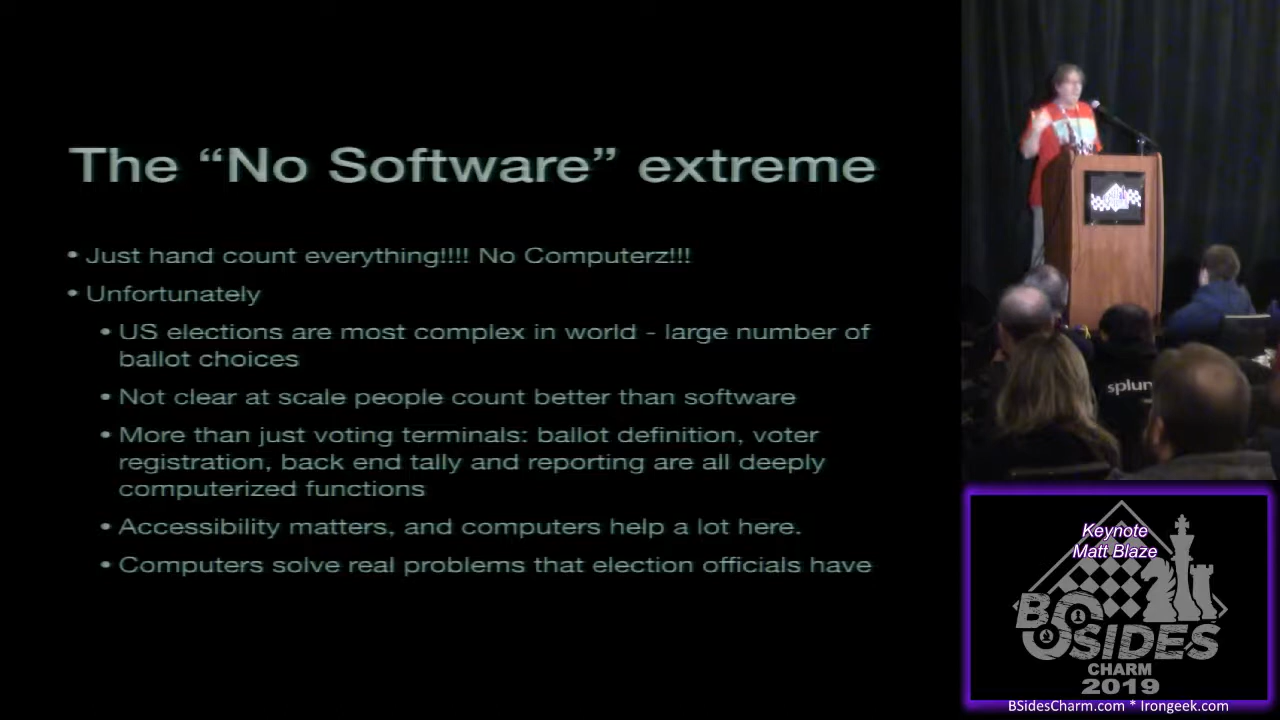 The “No Software” extreme
• Just hand count everything!!!! No Computerz!!!
• Unfortunately
• US elections are most complex in world - large number of
ballot choices
• Not clear at scale people count better than software
• More than just voting terminals: ballot definition, voter
registration, back end tally and reporting are all deeply
computerized functions
• Accessibility matters, and computers help a lot here.
• Computers solve real problems that election officials have
splun
Keynote
Matt Blaze
BSIDES
CHARM
2019
BSidesCharm.com * Irongeek.com